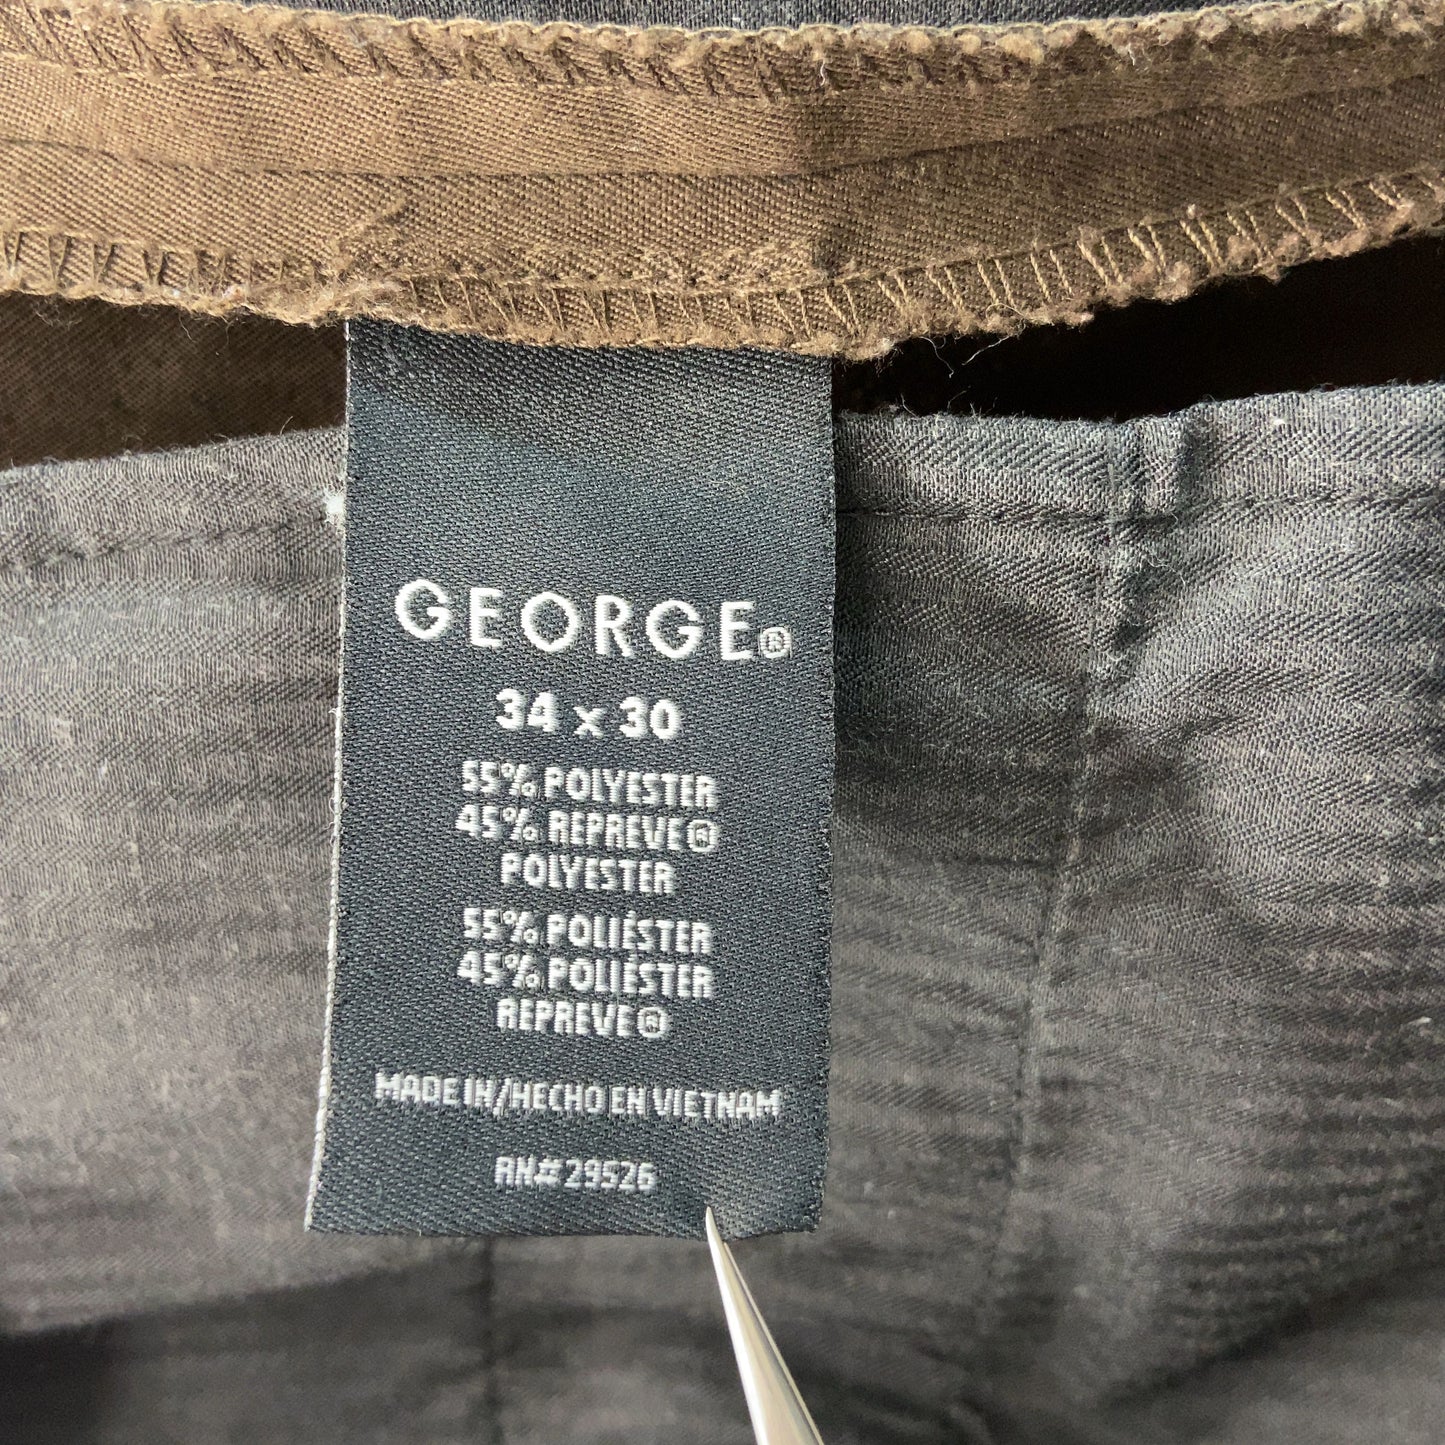 GEORGE®
34 x 30
55% POLYESTER
45% REPREVE®
POLYESTER
55% POLIÉSTER
45% POLIÉSTER
REPREVE®
MADE IN/HECHO EN VIETNAM
RN# 29526